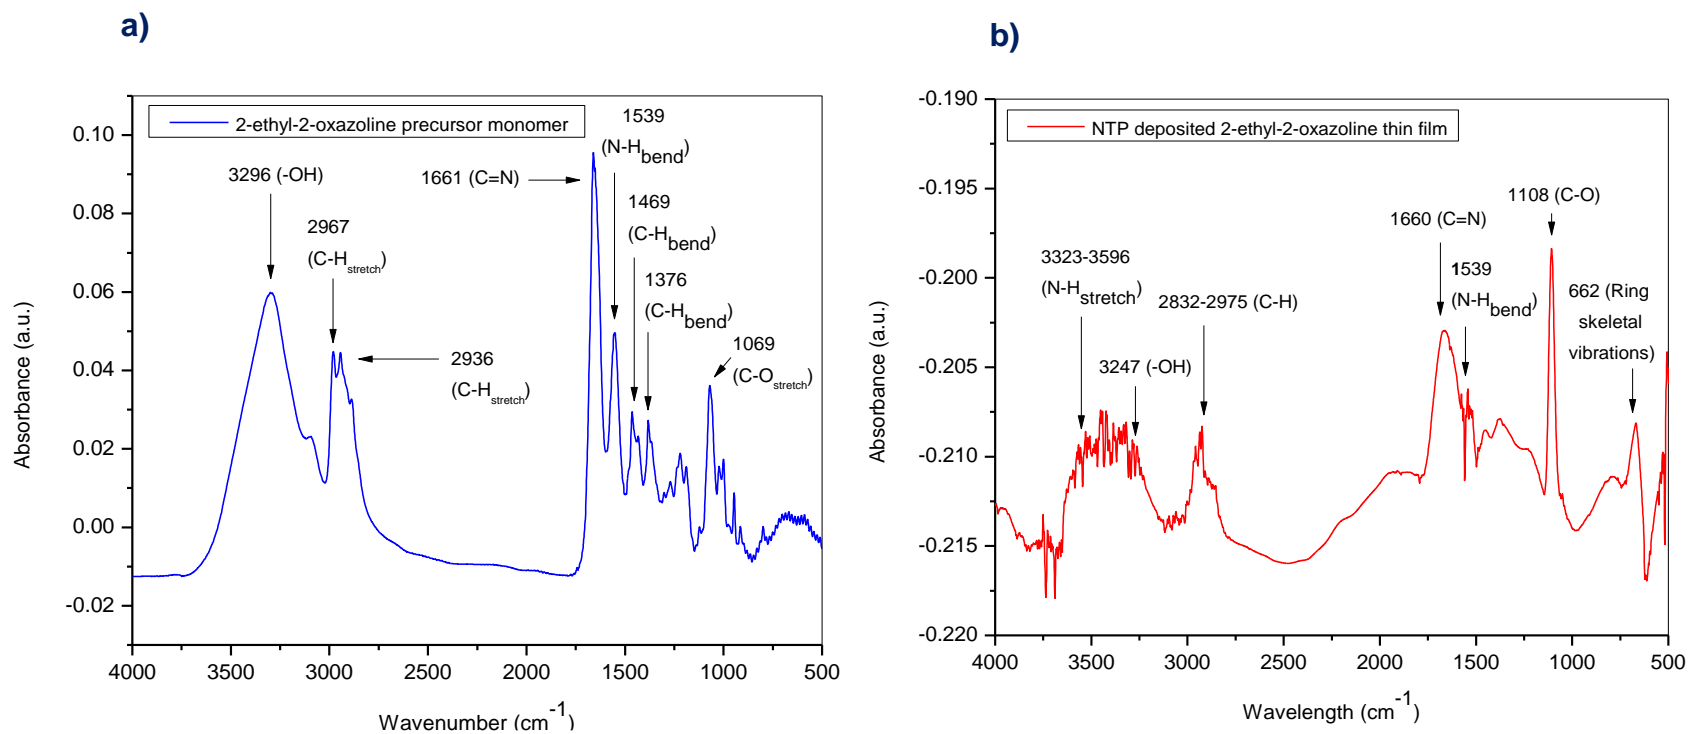 a)
2-ethyl-2-oxazoline precursor monomer
1539
(N-Hbend)
3296 (-OH)
1661 (C=N)
1469
(C-Hbend)
2967
(C-Hstretch)
1376
(C-Hbend)
1069
(C-Ostretch)
2936
(C-Hstretch)
0.10
0.08
0.06
0.04
0.02
0.00
-0.02
Absorbance (a.u.)
4000 3000 2500 2000 1500 1000 500
Wavenumber (cm-1)
b)
NTP deposited 2-ethyl-2-oxazoline thin film
1108 (C-O)
1660 (C=N)
3323-3596
(N-Hstretch)
1539
(N-Hbend)
2832-2975 (C-H)
662 (Ring
skeletal
vibrations)
3247 (-OH)
-0.190
-0.195
-0.200
-0.205
-0.210
-0.215
-0.220
Absorbance (a.u.)
4000 3500 3000 2500 2000 1500 1000 500
Wavelength (cm-1)